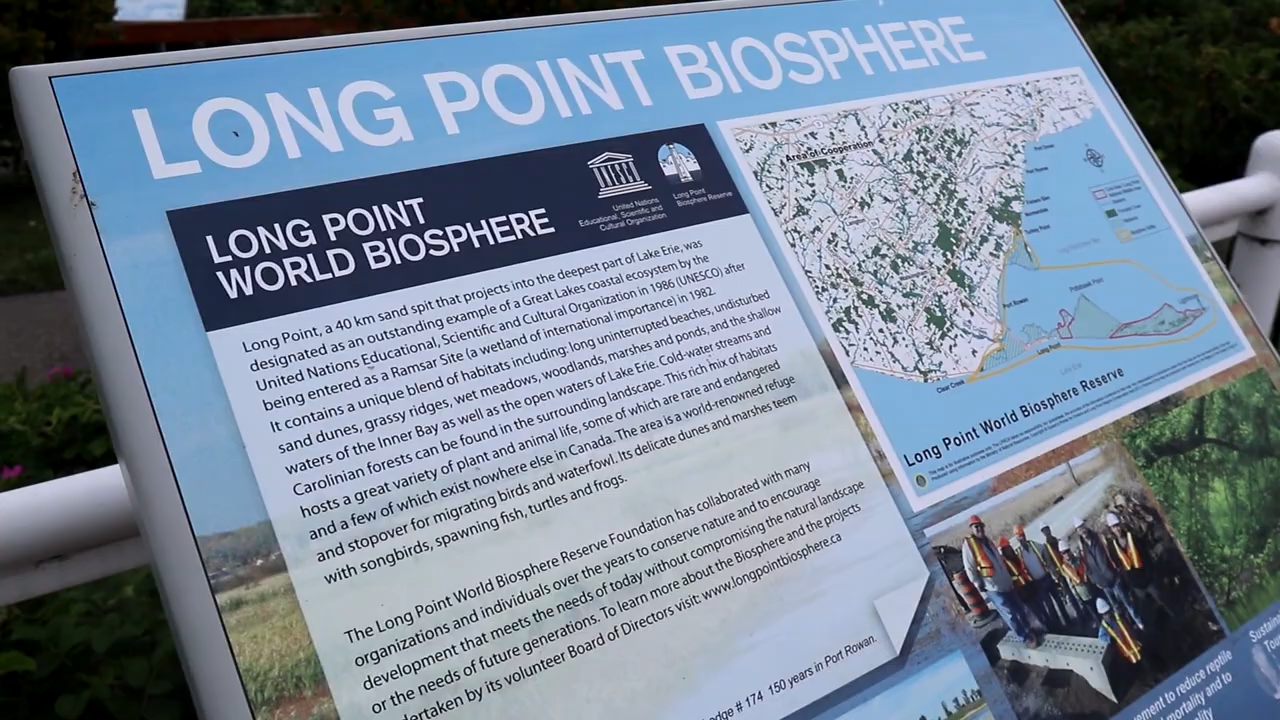 LONG POINT BIOSPHERE
LONG POINT
WORLD BIOSPHERE
United Nations
Educational, Scientific and
Cultural Organization
Long Point
Biosphere Reserve
Long Point, a 40 km sand spit that projects into the deepest part of Lake Erie, was
designated as an outstanding example of a Great Lakes coastal ecosystem by the
United Nations Educational, Scientific and Cultural Organization in 1986 (UNESCO) after
being entered as a Ramsar Site (a wetland of international importance) in 1982.
It contains a unique blend of habitats including: long uninterrupted beaches, undisturbed
sand dunes, grassy ridges, wet meadows, woodlands, marshes and ponds, and the shallow
waters of the Inner Bay as well as the open waters of Lake Erie. Cold-water streams and
Carolinian forests can be found in the surrounding landscape. This rich mix of habitats
hosts a great variety of plant and animal life, some of which are rare and endangered
and a few of which exist nowhere else in Canada. The area is a world-renowned refuge
and stopover for migrating birds and waterfowl. Its delicate dunes and marshes teem
with songbirds, spawning fish, turtles and frogs.
The Long Point World Biosphere Reserve Foundation has collaborated with many
organizations and individuals over the years to conserve nature and to encourage
development that meets the needs of today without compromising the natural landscape
or the needs of future generations. To learn more about the Biosphere and the projects
dertaken by its volunteer Board of Directors visit: www.longpointbiosphere.ca
odge # 174 150 years in Port Rowan.
Area of Cooperation
Port Rowan
Long Point
Clear Creek
Lake Erie
Long Point World Biosphere Reserve
Sustain
Tou
ement to reduce reptile
mortality and to